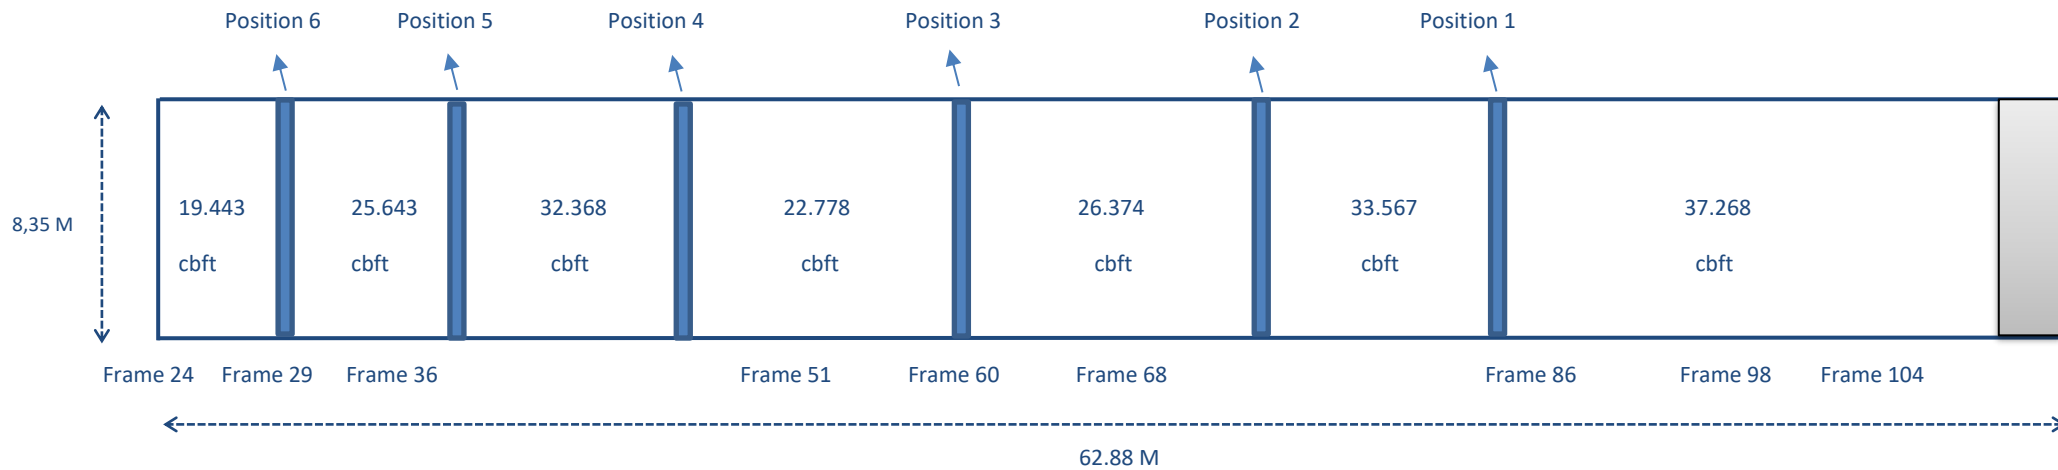 Position 6
Position 5
Position 4
Position 3
Position 2
Position 1
8,35 M
19.443
cbft
25.643
cbft
32.368
cbft
22.778
cbft
26.374
cbft
33.567
cbft
37.268
cbft
Frame 24
Frame 29
Frame 36
Frame 51
Frame 60
Frame 68
Frame 86
Frame 98
Frame 104
62.88 M